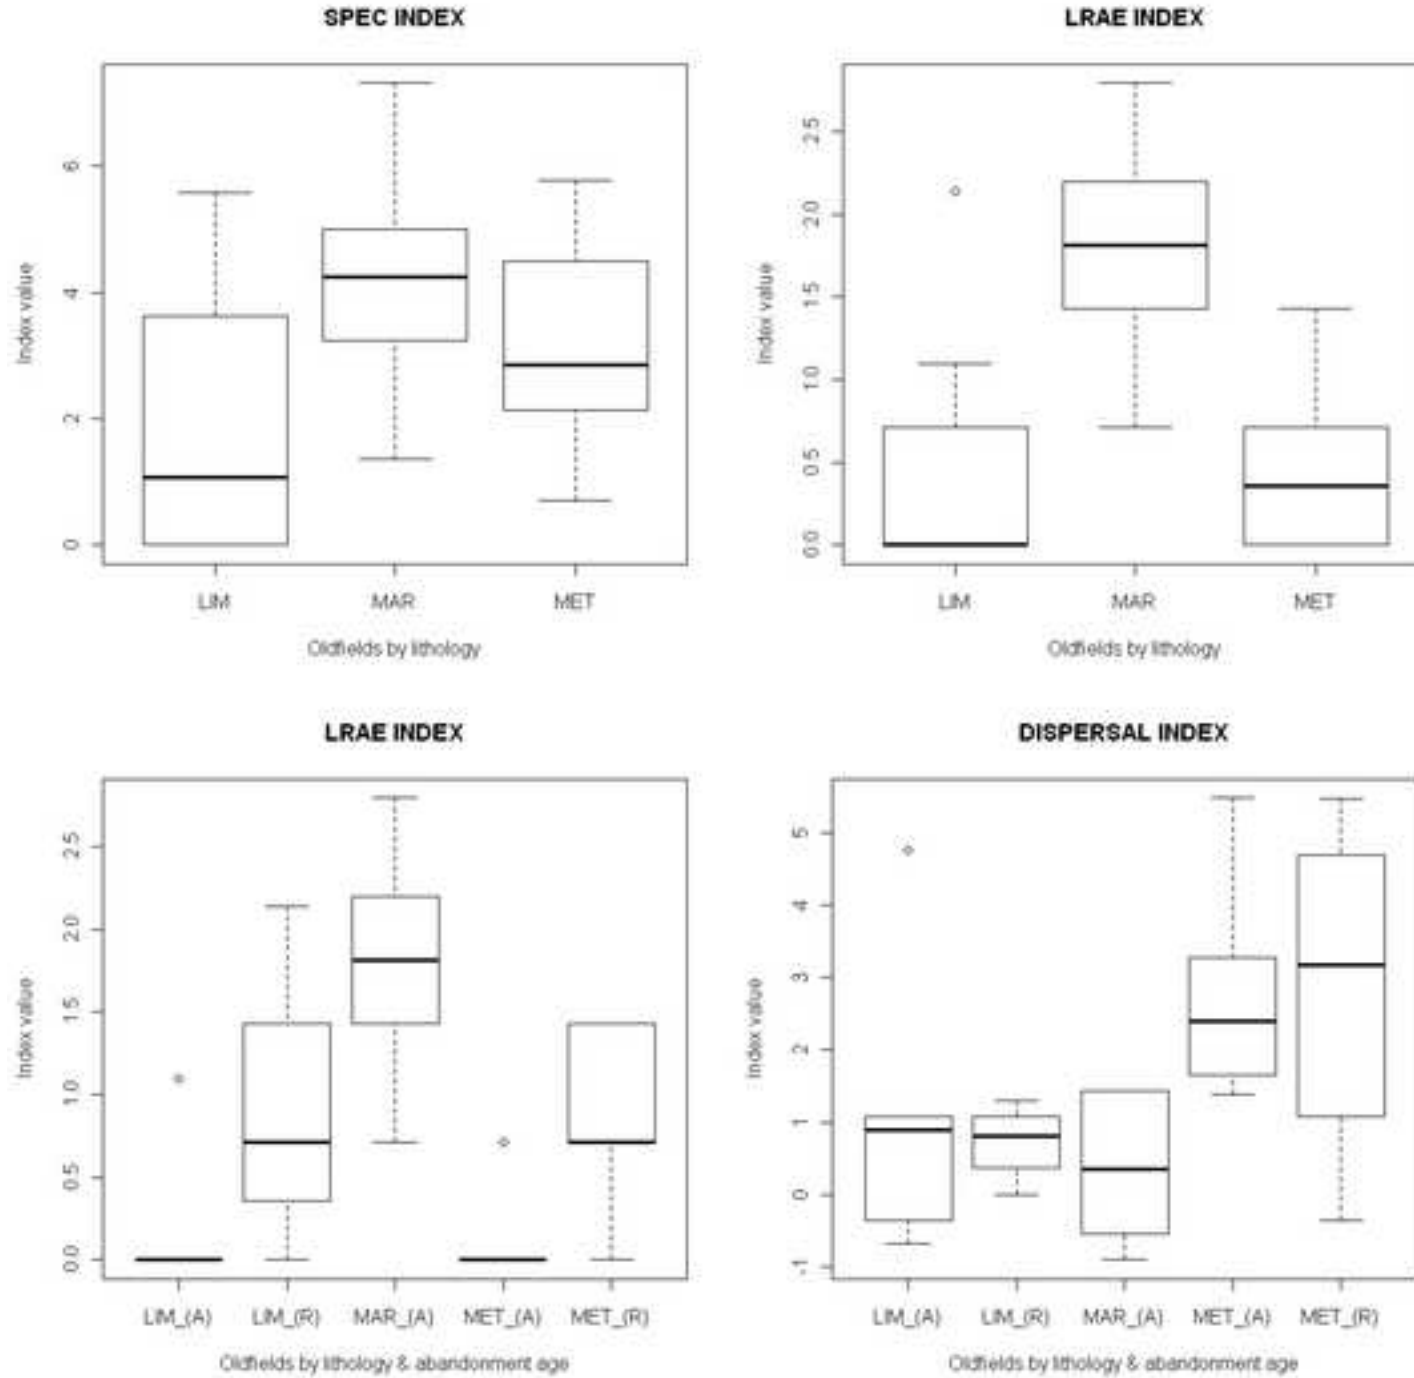 SPEC INDEX
Index value
6
4
2
0
LIM MAR MET
Oldfields by lithology
LRAE INDEX
Index value
2.5
2.0
1.5
1.0
0.5
0.0
LIM MAR MET
Oldfields by lithology
LRAE INDEX
Index value
2.5
2.0
1.5
1.0
0.5
0.0
LIM_(A) LIM_(R) MAR_(A) MET_(A) MET_(R)
Oldfields by lithology & abandonment age
DISPERSAL INDEX
Index value
5
4
3
2
1
0
-1
LIM_(A) LIM_(R) MAR_(A) MET_(A) MET_(R)
Oldfields by lithology & abandonment age